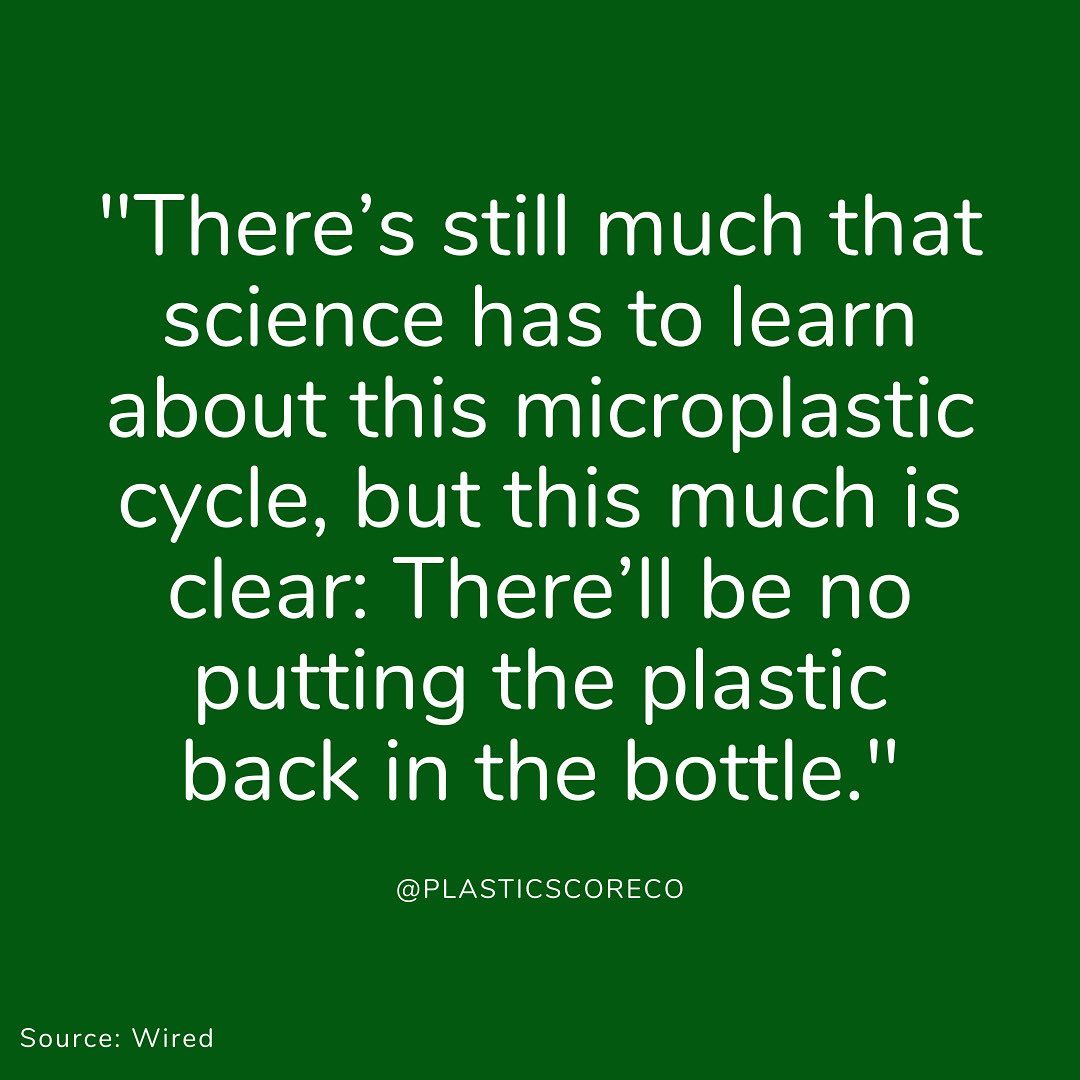 "There’s still much that
science has to learn
about this microplastic
cycle, but this much is
clear: There’ll be no
putting the plastic
back in the bottle."
@PLASTICSCORECO
Source: Wired